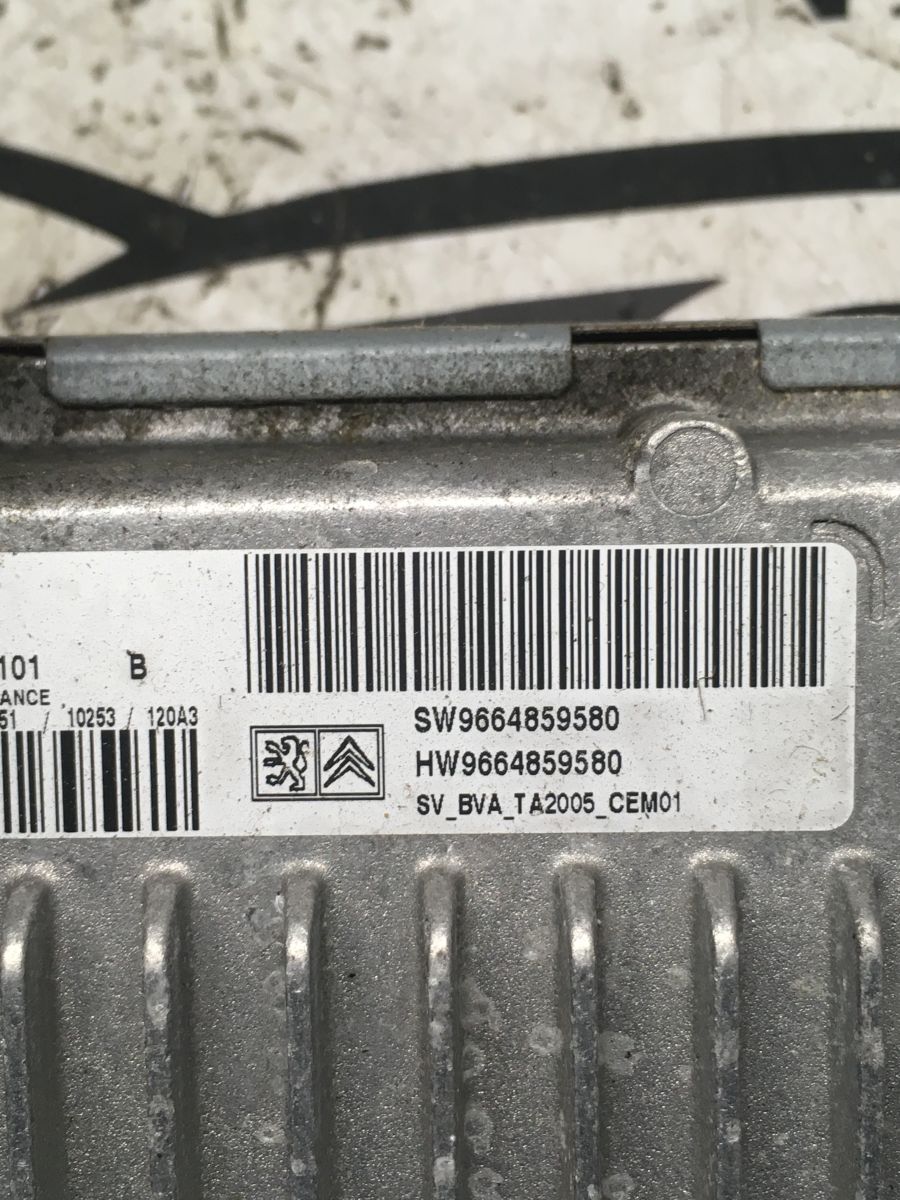 101 B
ANCE
51 / 10253 / 120A3
SW9664859580
HW9664859580
SV_BVA_TA2005_CEM01